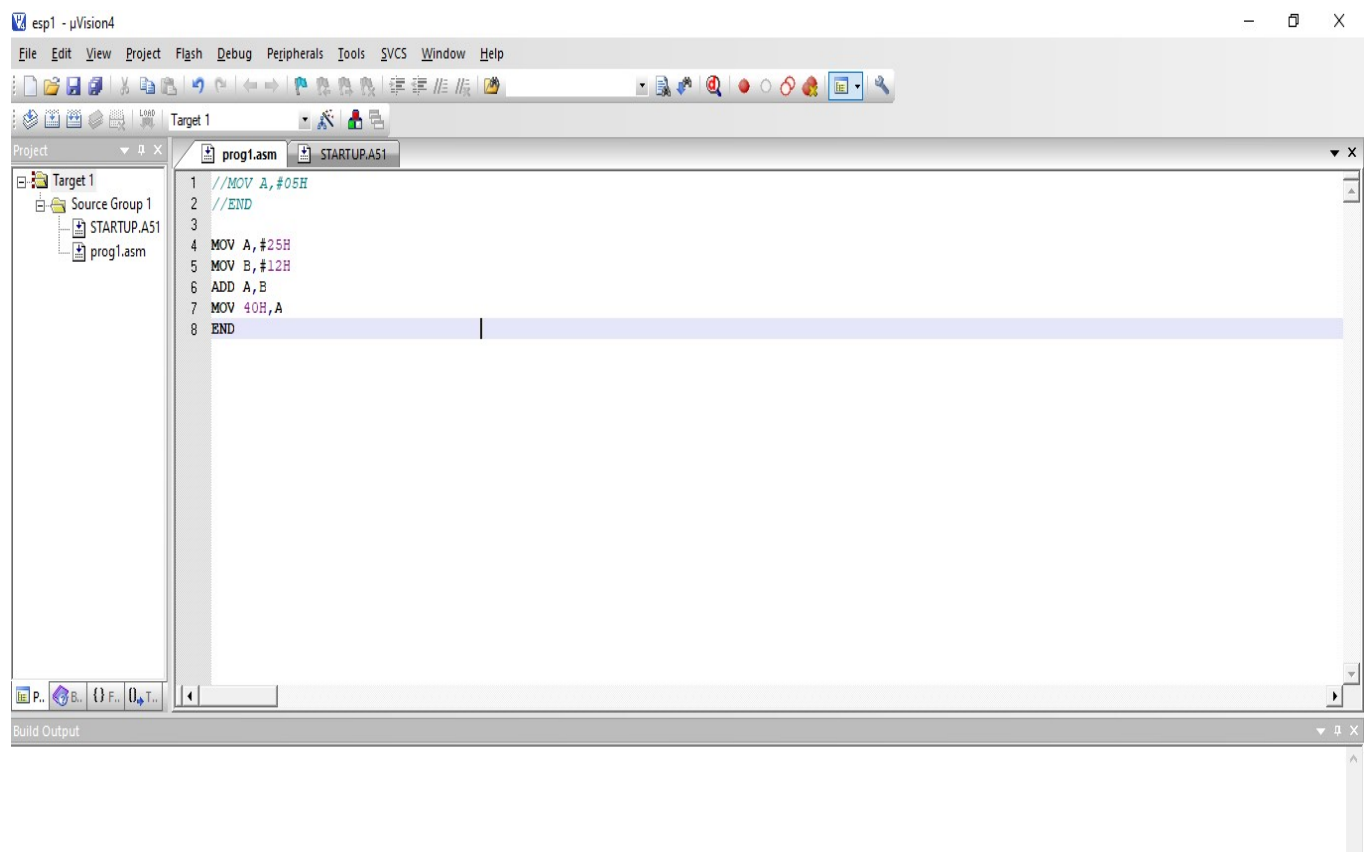 esp1 - µVision4
File Edit View Project Flash Debug Peripherals Tools SVCS Window Help
LOAD Target 1
Project
prog1.asm STARTUP.A51
Target 1
Source Group 1
STARTUP.A51
prog1.asm
1 //MOV A,#05H
2 //END
3
4 MOV A,#25H
5 MOV B,#12H
6 ADD A,B
7 MOV 40H,A
8 END
P.. B.. {} F.. 0 T..
Build Output